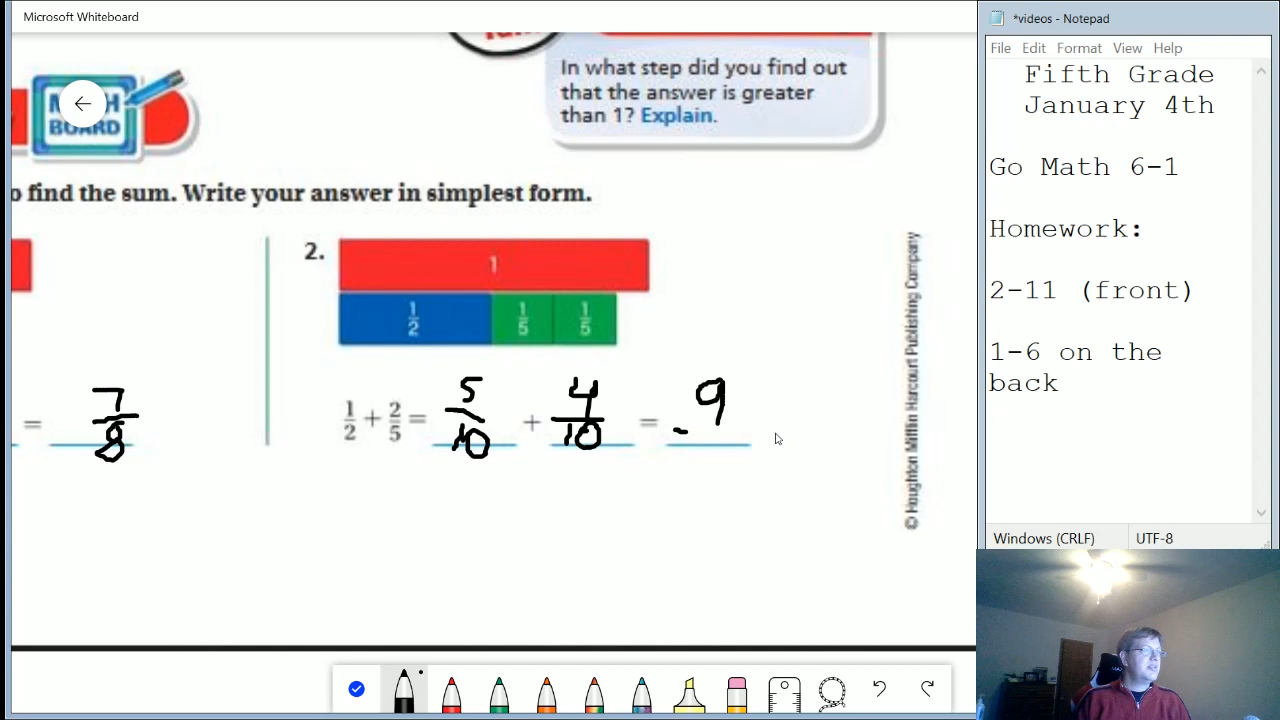 Microsoft Whiteboard
MATH
BOARD
In what step did you find out
that the answer is greater
than 1? Explain.
o find the sum. Write your answer in simplest form.
2.
1
1/2 1/5 1/5
= 7/8
1/2 + 2/5 = 5/10 + 4/10 = 9
© Houghton Mifflin Harcourt Publishing Company
*videos - Notepad
File Edit Format View Help
Fifth Grade
January 4th
Go Math 6-1
Homework:
2-11 (front)
1-6 on the
back
Windows (CRLF) UTF-8